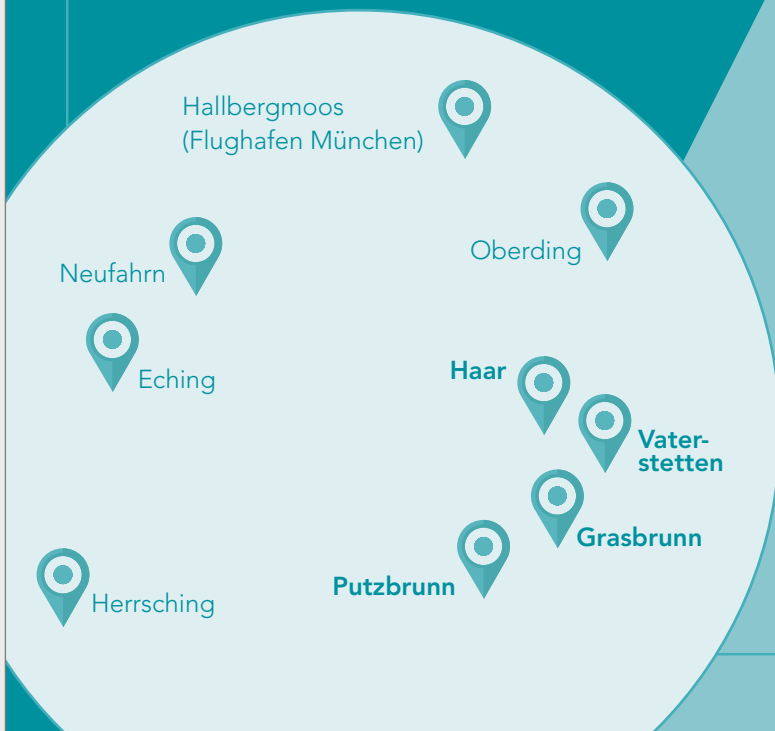 Hallbergmoos
(Flughafen München)
Oberding
Neufahrn
Eching
Haar
Vater-
stetten
Grasbrunn
Putzbrunn
Herrsching